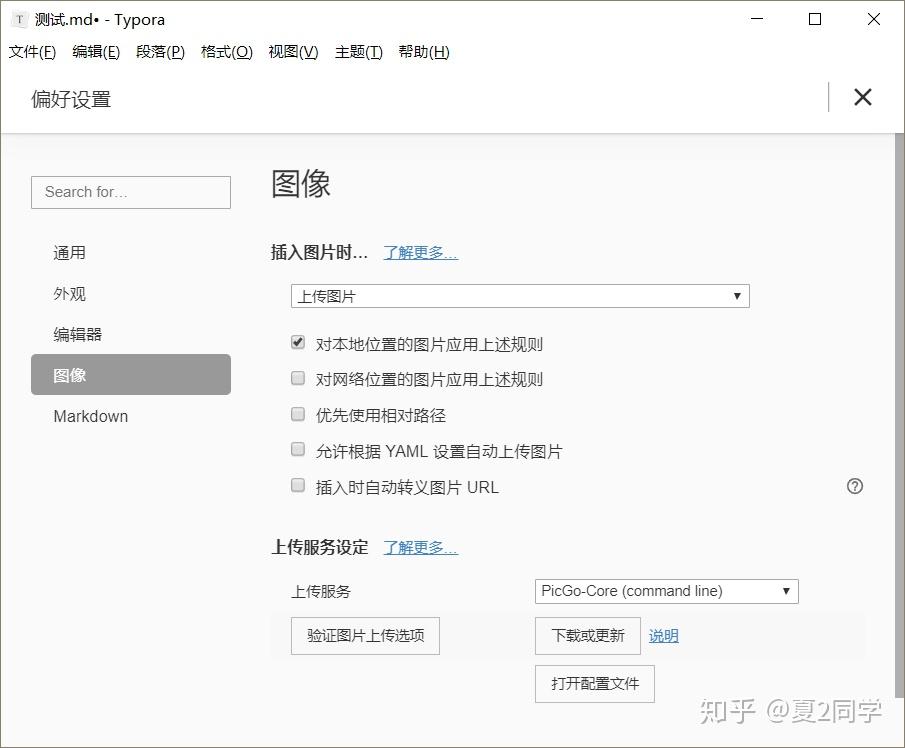 T 测试.md• - Typora
文件(F) 编辑(E) 段落(P) 格式(O) 视图(V) 主题(T) 帮助(H)
偏好设置
Search for…
通用
外观
编辑器
图像
Markdown
图像
插入图片时… 了解更多…
上传图片
对本地位置的图片应用上述规则
对网络位置的图片应用上述规则
优先使用相对路径
允许根据 YAML 设置自动上传图片
插入时自动转义图片 URL
上传服务设定 了解更多…
上传服务 PicGo-Core (command line)
验证图片上传选项 下载或更新 说明
打开配置文件
知乎 @夏2同学